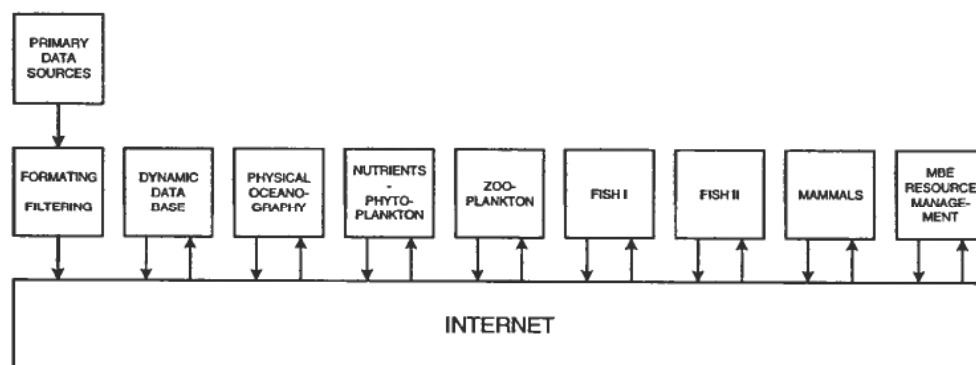 PRIMARY
DATA
SOURCES
FORMATING
FILTERING
DYNAMIC
DATA
BASE
PHYSICAL
OCEANO-
GRAPHY
NUTRIENTS
-
PHYTO-
PLANKTON
ZOO-
PLANKTON
FISH I
FISH II
MAMMALS
MBE
RESOURCE
MANAGE-
MENT
INTERNET